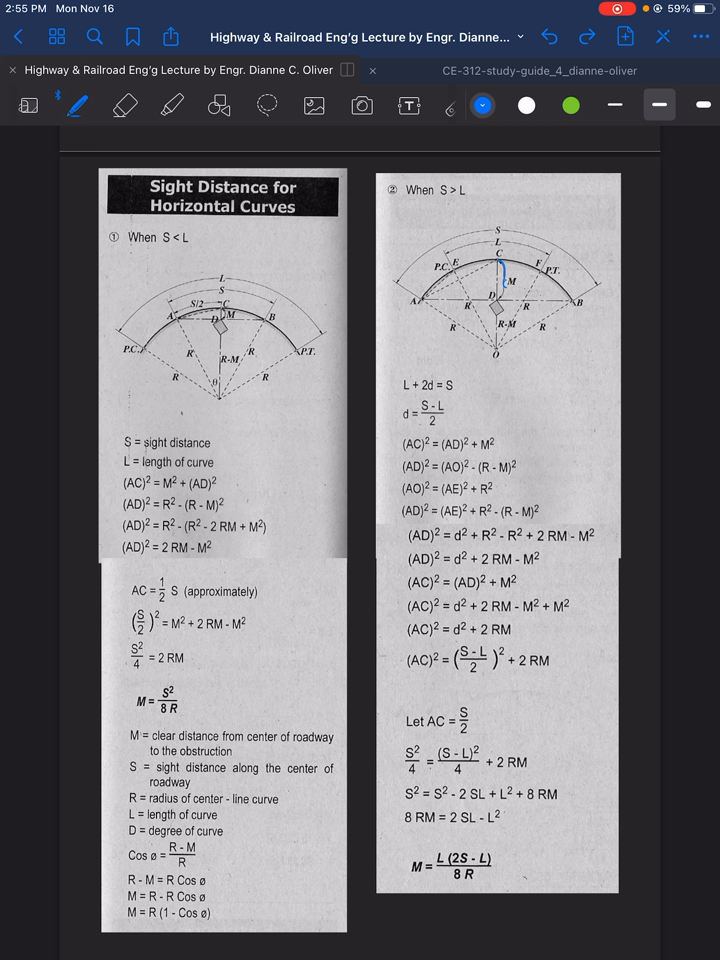 2:55 PM Mon Nov 16
59%
Highway & Railroad Eng'g Lecture by Engr. Dianne...
Highway & Railroad Eng'g Lecture by Engr. Dianne C. Oliver
CE-312-study-guide_4_dianne-oliver
Sight Distance for
Horizontal Curves
① When S < L
L
S
S/2
C
A
D
M
B
P.C.
R
R-M
R
P.T.
R
θ
R
S = sight distance
L = length of curve
(AC)² = M² + (AD)²
(AD)² = R² - (R - M)²
(AD)² = R² - (R² - 2 RM + M²)
(AD)² = 2 RM - M²
AC = 1/2 S (approximately)
(S/2)² = M² + 2 RM - M²
S²/4 = 2 RM
M = S²/8 R
M = clear distance from center of roadway
to the obstruction
S = sight distance along the center of
roadway
R = radius of center - line curve
L = length of curve
D = degree of curve
Cos ø = R - M/R
R - M = R Cos ø
M = R - R Cos ø
M = R (1 - Cos ø)
② When S > L
S
L
C
P.C.
E
F
P.T.
M
A
D
B
R
R
R
R-M
R
O
L + 2d = S
d = S - L/2
(AC)² = (AD)² + M²
(AD)² = (AO)² - (R - M)²
(AO)² = (AE)² + R²
(AD)² = (AE)² + R² - (R - M)²
(AD)² = d² + R² - R² + 2 RM - M²
(AD)² = d² + 2 RM - M²
(AC)² = (AD)² + M²
(AC)² = d² + 2 RM - M² + M²
(AC)² = d² + 2 RM
(AC)² = (S - L/2)² + 2 RM
Let AC = S/2
S²/4 = (S - L)²/4 + 2 RM
S² = S² - 2 SL + L² + 8 RM
8 RM = 2 SL - L²
M = L (2S - L)/8 R